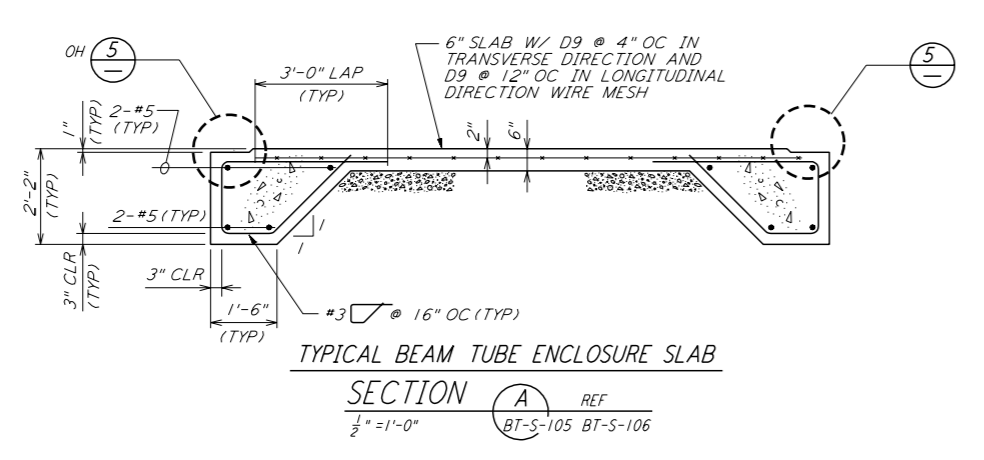 OH 5
—
5
—
6" SLAB W/ D9 @ 4" OC IN
TRANSVERSE DIRECTION AND
D9 @ 12" OC IN LONGITUDINAL
DIRECTION WIRE MESH
3'-0" LAP
(TYP)
2-#5
(TYP)
1"
(TYP)
2"
6"
2'-2"
(TYP)
2-#5 (TYP)
1
1
3" CLR
(TYP)
3" CLR
1'-6"
(TYP)
#3 @ 16" OC (TYP)
TYPICAL BEAM TUBE ENCLOSURE SLAB
SECTION A REF
1/2" =1'-0" BT-S-105 BT-S-106